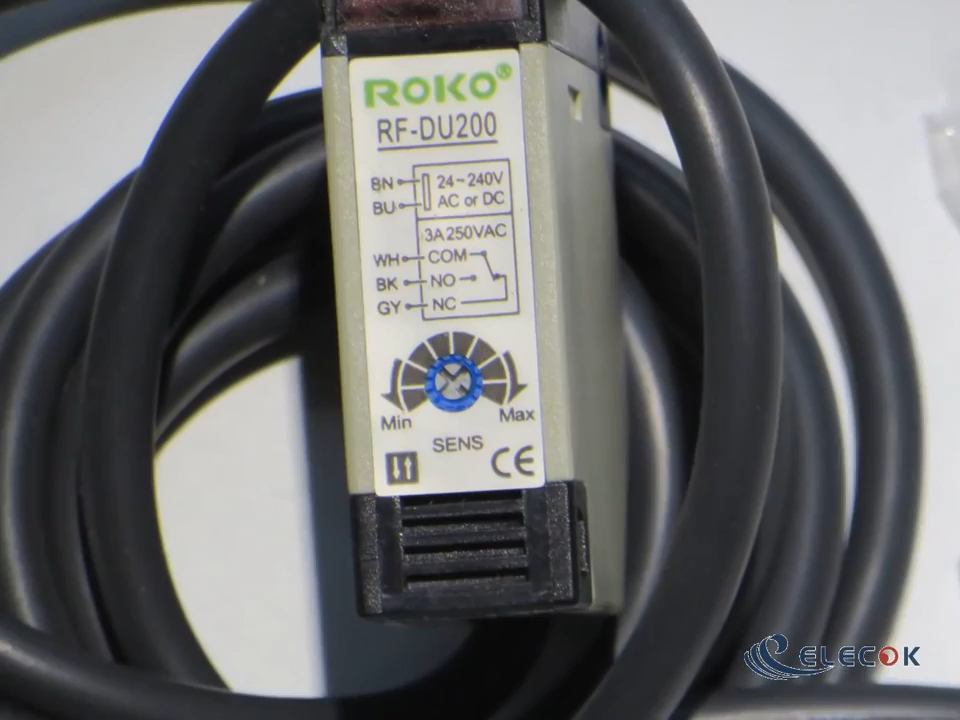 ROKO®
RF-DU200
BN 24~240V
BU AC or DC
3A 250VAC
WH COM
BK NO
GY NC
Min Max
SENS
CE
ELECOK